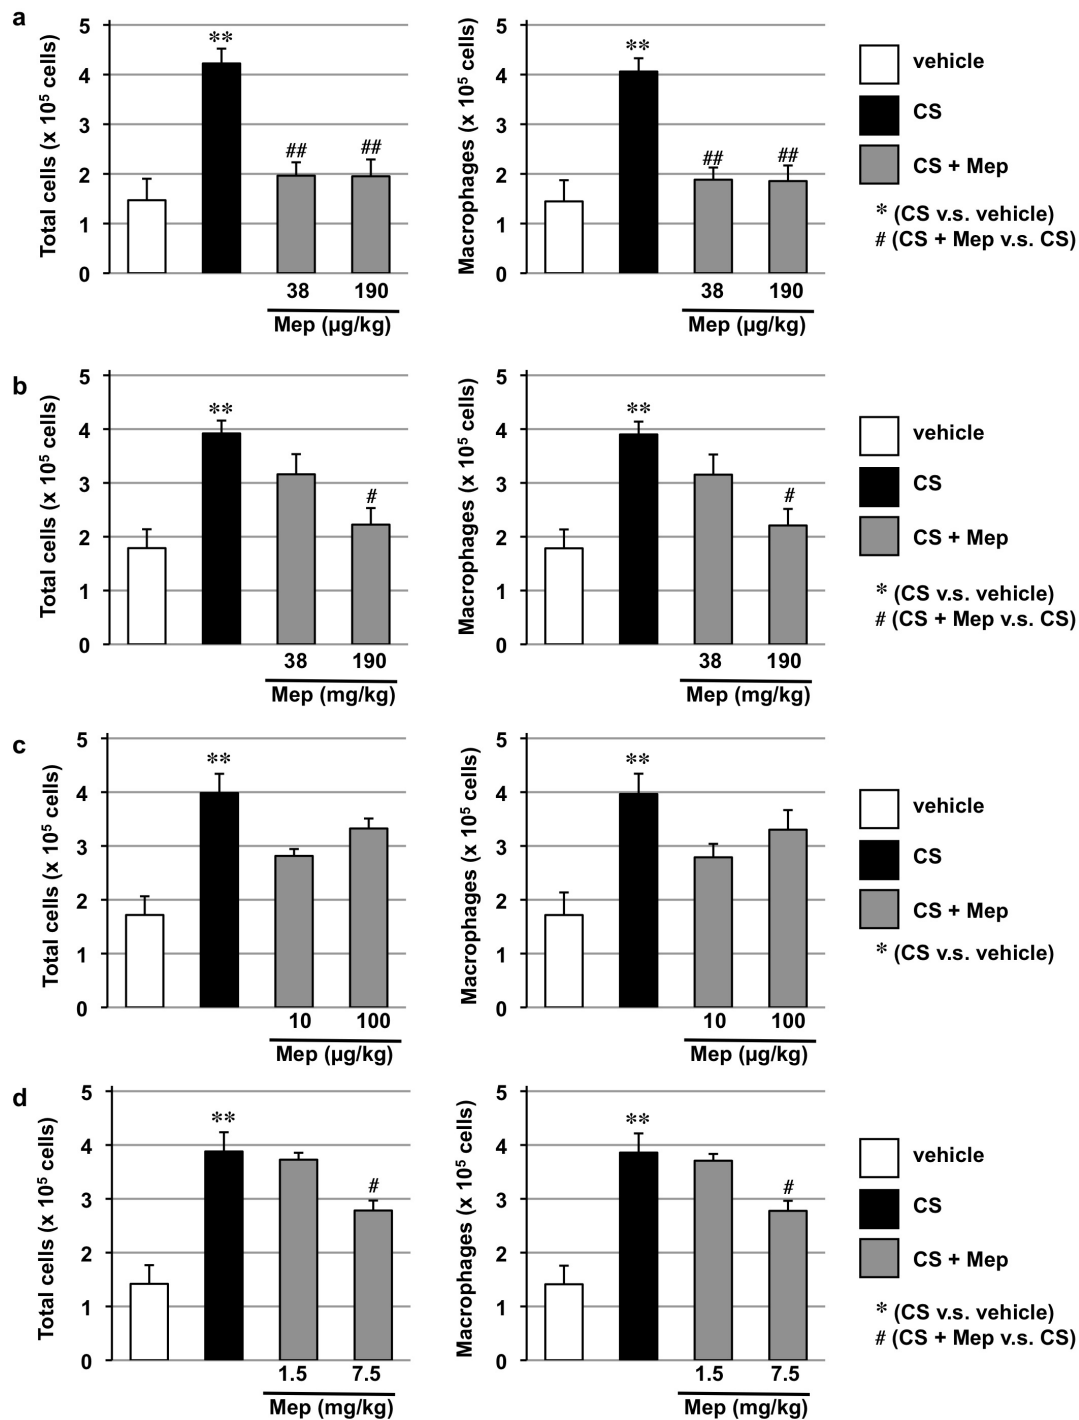 a
Total cells (x 10⁵ cells)
5
4
3
2
1
0
**
##
##
38
190
Mep (µg/kg)
Macrophages (x 10⁵ cells)
5
4
3
2
1
0
**
##
##
38
190
Mep (µg/kg)
vehicle
CS
CS + Mep
* (CS v.s. vehicle)
# (CS + Mep v.s. CS)
b
Total cells (x 10⁵ cells)
5
4
3
2
1
0
**
#
38
190
Mep (mg/kg)
Macrophages (x 10⁵ cells)
5
4
3
2
1
0
**
#
38
190
Mep (mg/kg)
vehicle
CS
CS + Mep
* (CS v.s. vehicle)
# (CS + Mep v.s. CS)
c
Total cells (x 10⁵ cells)
5
4
3
2
1
0
**
10
100
Mep (µg/kg)
Macrophages (x 10⁵ cells)
5
4
3
2
1
0
**
10
100
Mep (µg/kg)
vehicle
CS
CS + Mep
* (CS v.s. vehicle)
d
Total cells (x 10⁵ cells)
5
4
3
2
1
0
**
#
1.5
7.5
Mep (mg/kg)
Macrophages (x 10⁵ cells)
5
4
3
2
1
0
**
#
1.5
7.5
Mep (mg/kg)
vehicle
CS
CS + Mep
* (CS v.s. vehicle)
# (CS + Mep v.s. CS)